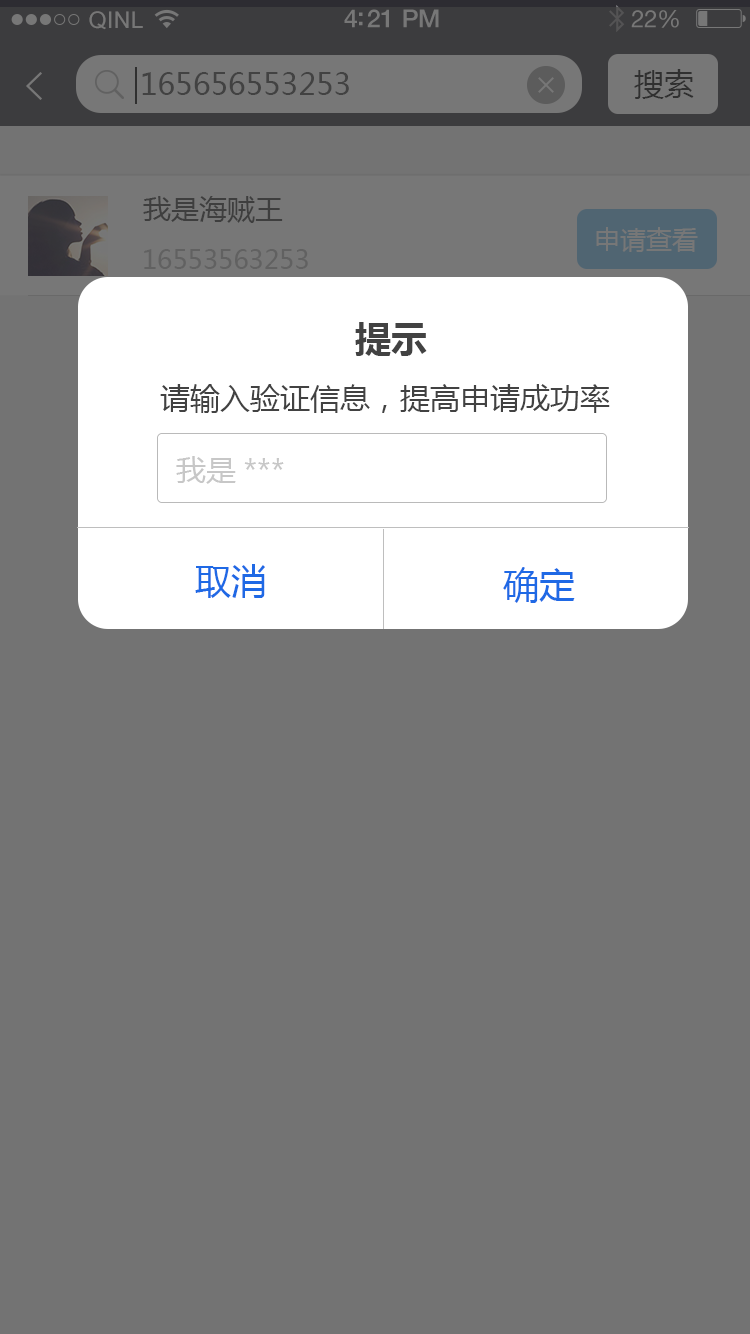 QINL 4:21 PM 22%
165656553253 搜索
我是海贼王
16553563253 申请查看
提示
请输入验证信息，提高申请成功率
我是 ***
取消 确定